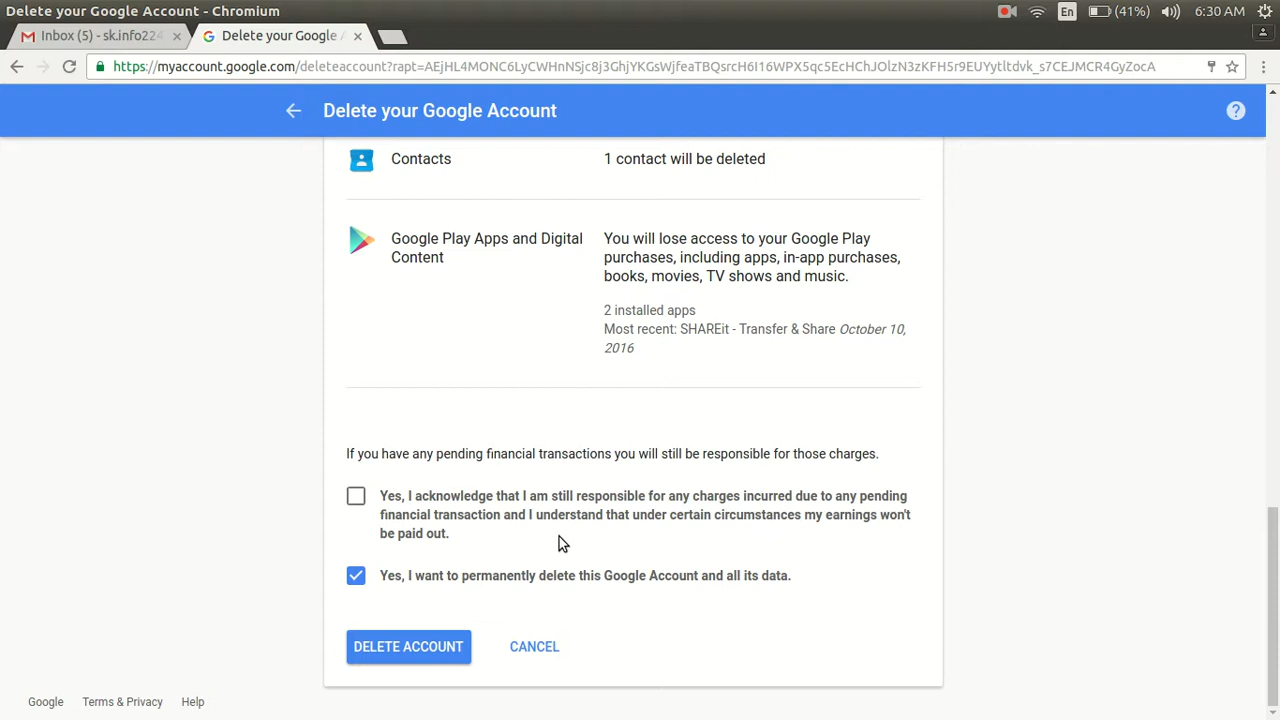 Delete your Google Account - Chromium
En (41%) 6:30 AM
Inbox (5) - sk.info224
Delete your Google A
https://myaccount.google.com/deleteaccount?rapt=AEjHL4MONC6LyCWHnNSjc8j3GhjYKGsWjfeaTBQsrcH6I16WPX5qc5EcHChJOlzN3zKFH5r9EUYytltdvk_s7CEJMCR4GyZocA
Delete your Google Account
Contacts 1 contact will be deleted
Google Play Apps and Digital
Content
You will lose access to your Google Play
purchases, including apps, in-app purchases,
books, movies, TV shows and music.
2 installed apps
Most recent: SHAREit - Transfer & Share October 10,
2016
If you have any pending financial transactions you will still be responsible for those charges.
Yes, I acknowledge that I am still responsible for any charges incurred due to any pending
financial transaction and I understand that under certain circumstances my earnings won't
be paid out.
Yes, I want to permanently delete this Google Account and all its data.
DELETE ACCOUNT CANCEL
Google Terms & Privacy Help